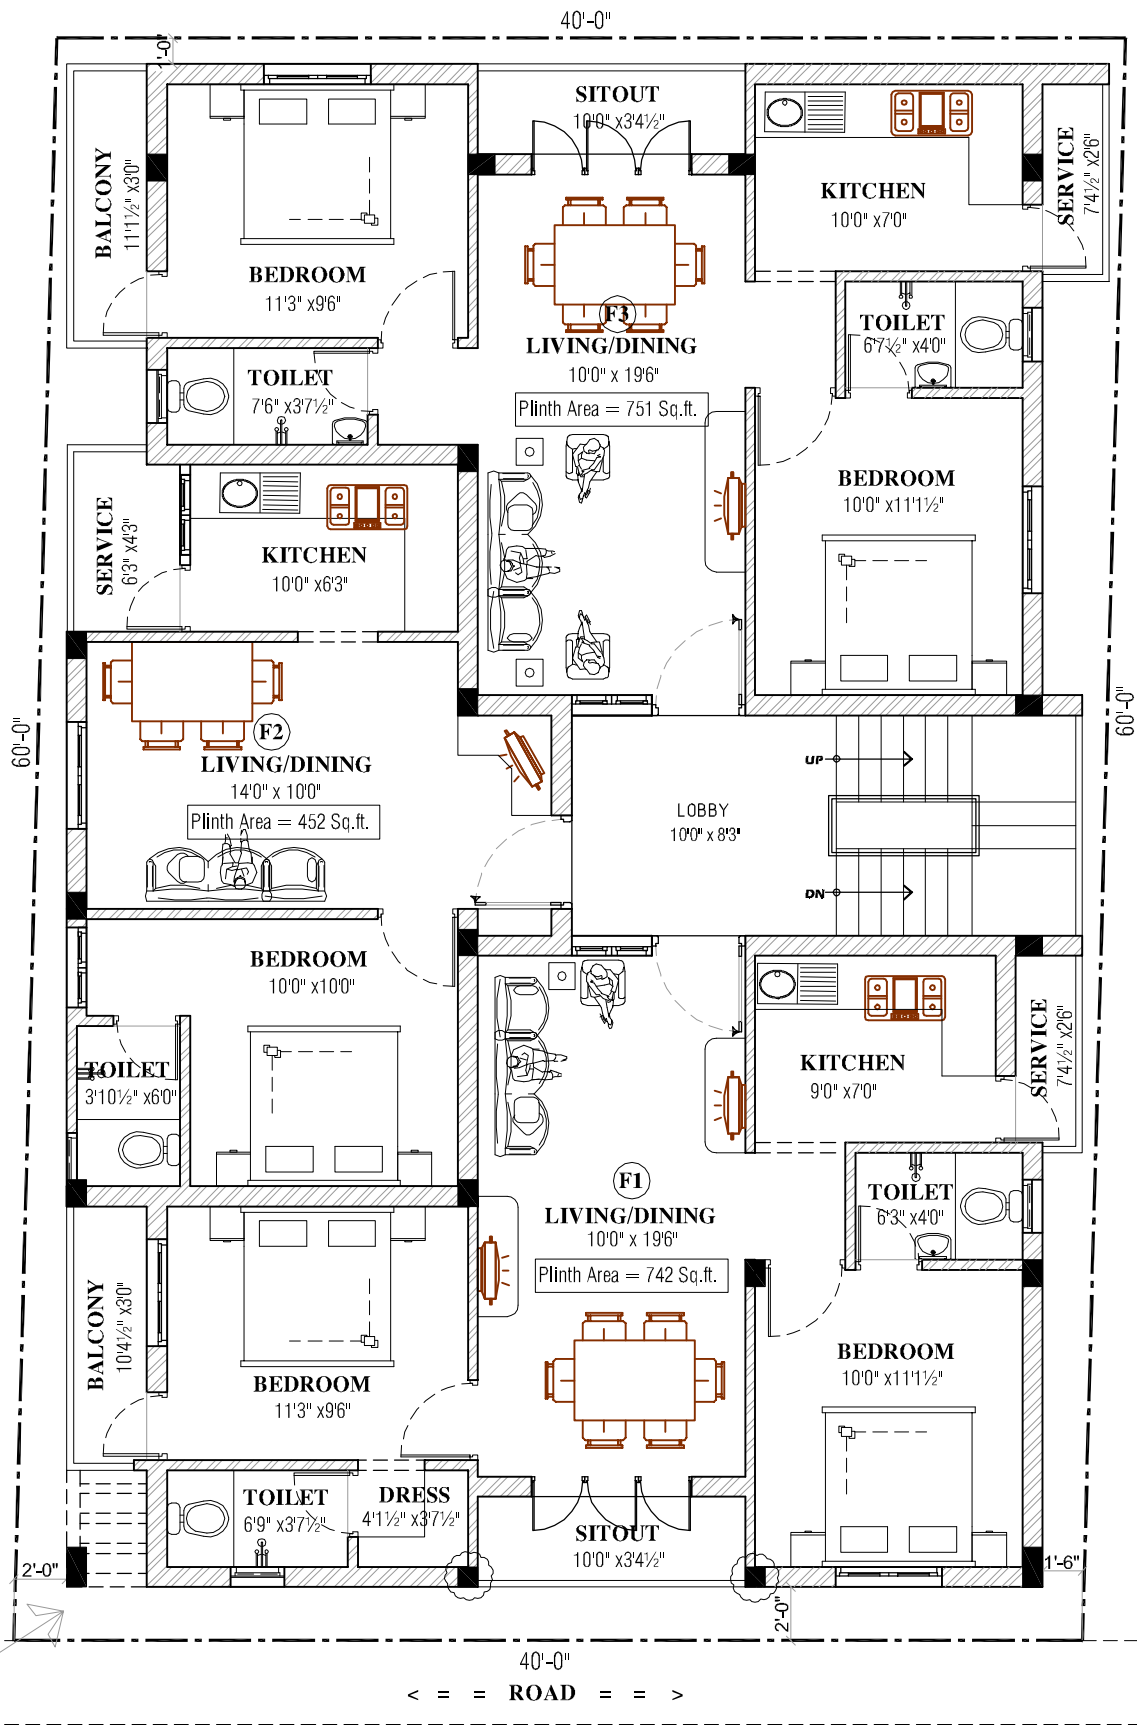 40'-0"
1'-0"
SITOUT
10'0" x3'4½"
BALCONY
11'1½" x3'0"
BEDROOM
11'3" x9'6"
KITCHEN
10'0" x7'0"
SERVICE
7'4½" x2'6"
F3
LIVING/DINING
10'0" x 19'6"
Plinth Area = 751 Sq.ft.
TOILET
6'7½" x4'0"
TOILET
7'6" x3'7½"
BEDROOM
10'0" x11'1½"
SERVICE
6'3" x4'3"
KITCHEN
10'0" x6'3"
60'-0"
60'-0"
F2
LIVING/DINING
14'0" x 10'0"
Plinth Area = 452 Sq.ft.
LOBBY
10'0" x 8'3"
UP
DN
BEDROOM
10'0" x10'0"
TOILET
3'10½" x6'0"
KITCHEN
9'0" x7'0"
SERVICE
7'4½" x2'6"
F1
LIVING/DINING
10'0" x 19'6"
Plinth Area = 742 Sq.ft.
TOILET
6'3" x4'0"
BALCONY
10'4½" x3'0"
BEDROOM
11'3" x9'6"
BEDROOM
10'0" x11'1½"
TOILET
6'9" x3'7½"
DRESS
4'1½" x3'7½"
SITOUT
10'0" x3'4½"
2'-0"
1'-6"
2'-0"
40'-0"
< = = ROAD = = >